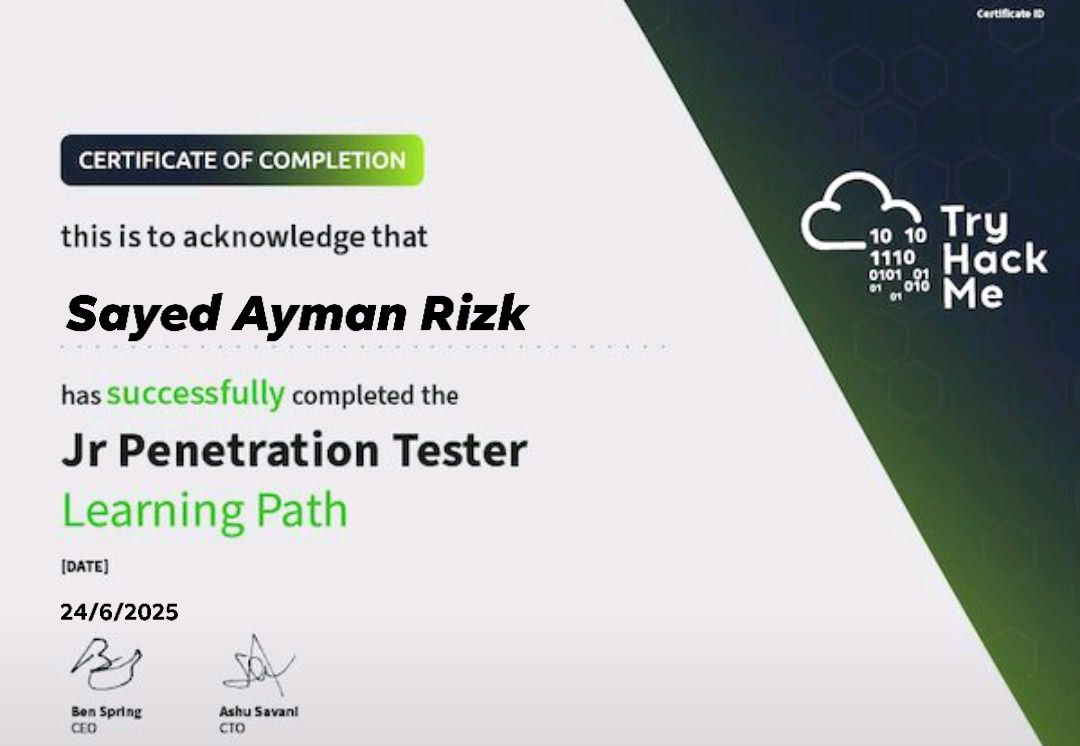 Certificate ID
CERTIFICATE OF COMPLETION
this is to acknowledge that
Sayed Ayman Rizk
has successfully completed the
Jr Penetration Tester
Learning Path
[DATE]
24/6/2025
Ben Spring
CEO
Ashu Savani
CTO
10 10
1110
0101 01
01 010
01
Try
Hack
Me